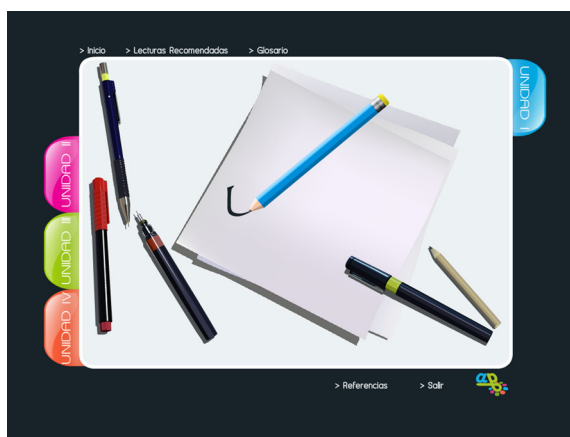 > Inicio
> Lecturas Recomendadas
> Glosario
UNIDAD I
UNIDAD II
UNIDAD III
UNIDAD IV
> Referencias
> Salir